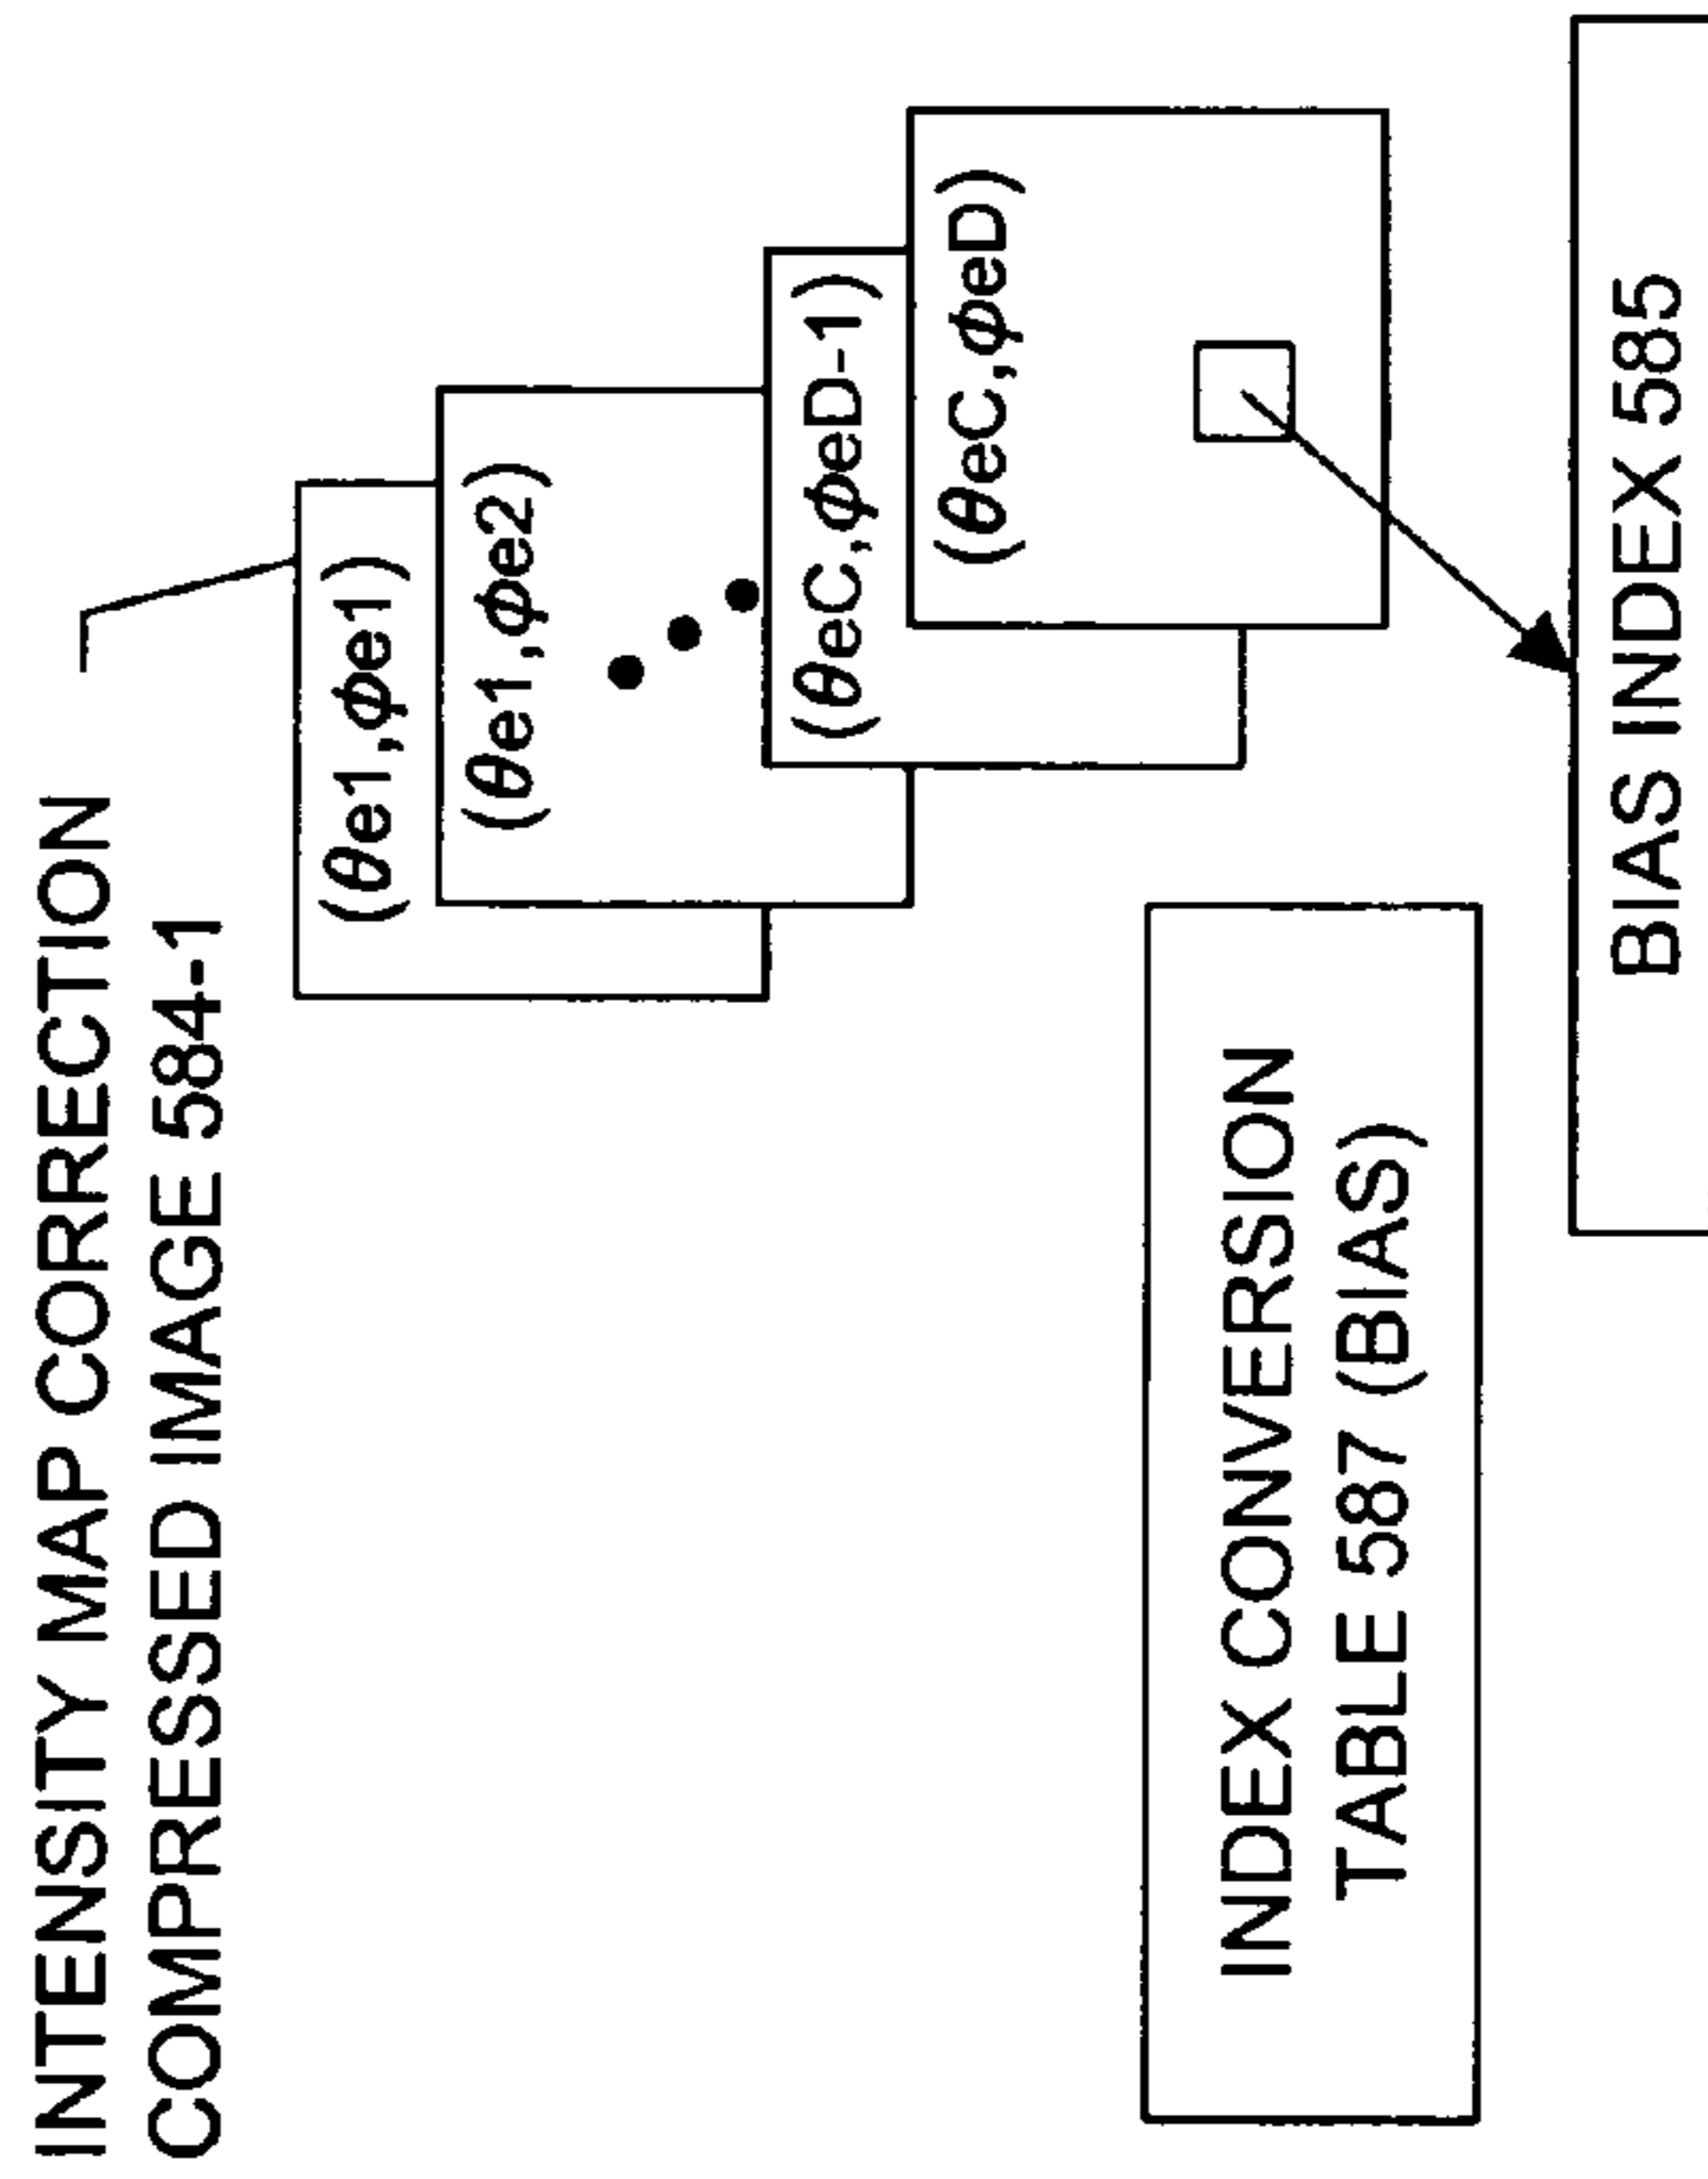 INTENSITY MAP CORRECTION
COMPRESSED IMAGE 584-1
(θe1,φe1)
(θe1,φe2)
(θeC,φeD-1)
(θeC,φeD)
INDEX CONVERSION
TABLE 587 (BIAS)
BIAS INDEX 585